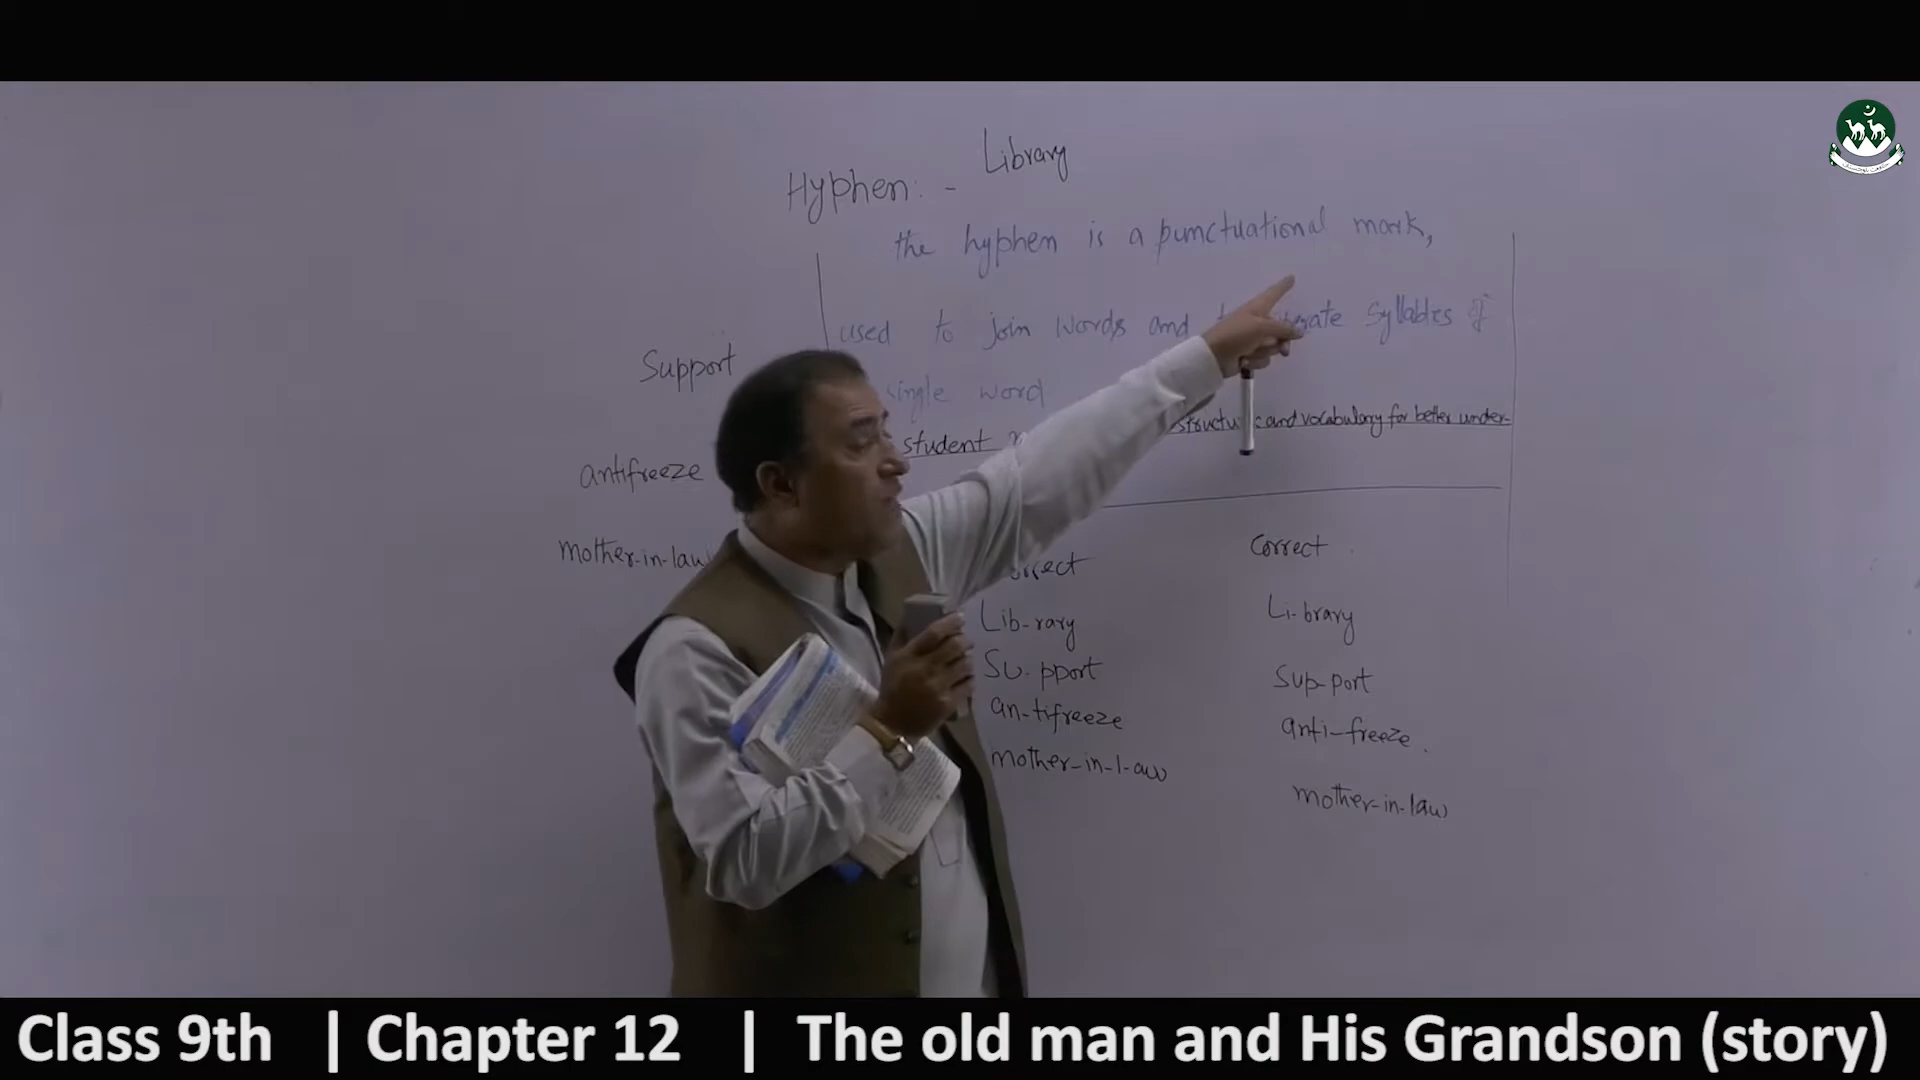 Library
Hyphen: -
the hyphen is a punctuational mark,
used to join words and syllables of
single word
student and vocabulary for better under-
Support
antifreeze
mother-in-law
correct
Lib-rary
Li-brary
Su-pport
Sup-port
an-tifreeze
anti-freeze
mother-in-l-aw
mother-in-law
Class 9th | Chapter 12 | The old man and His Grandson (story)